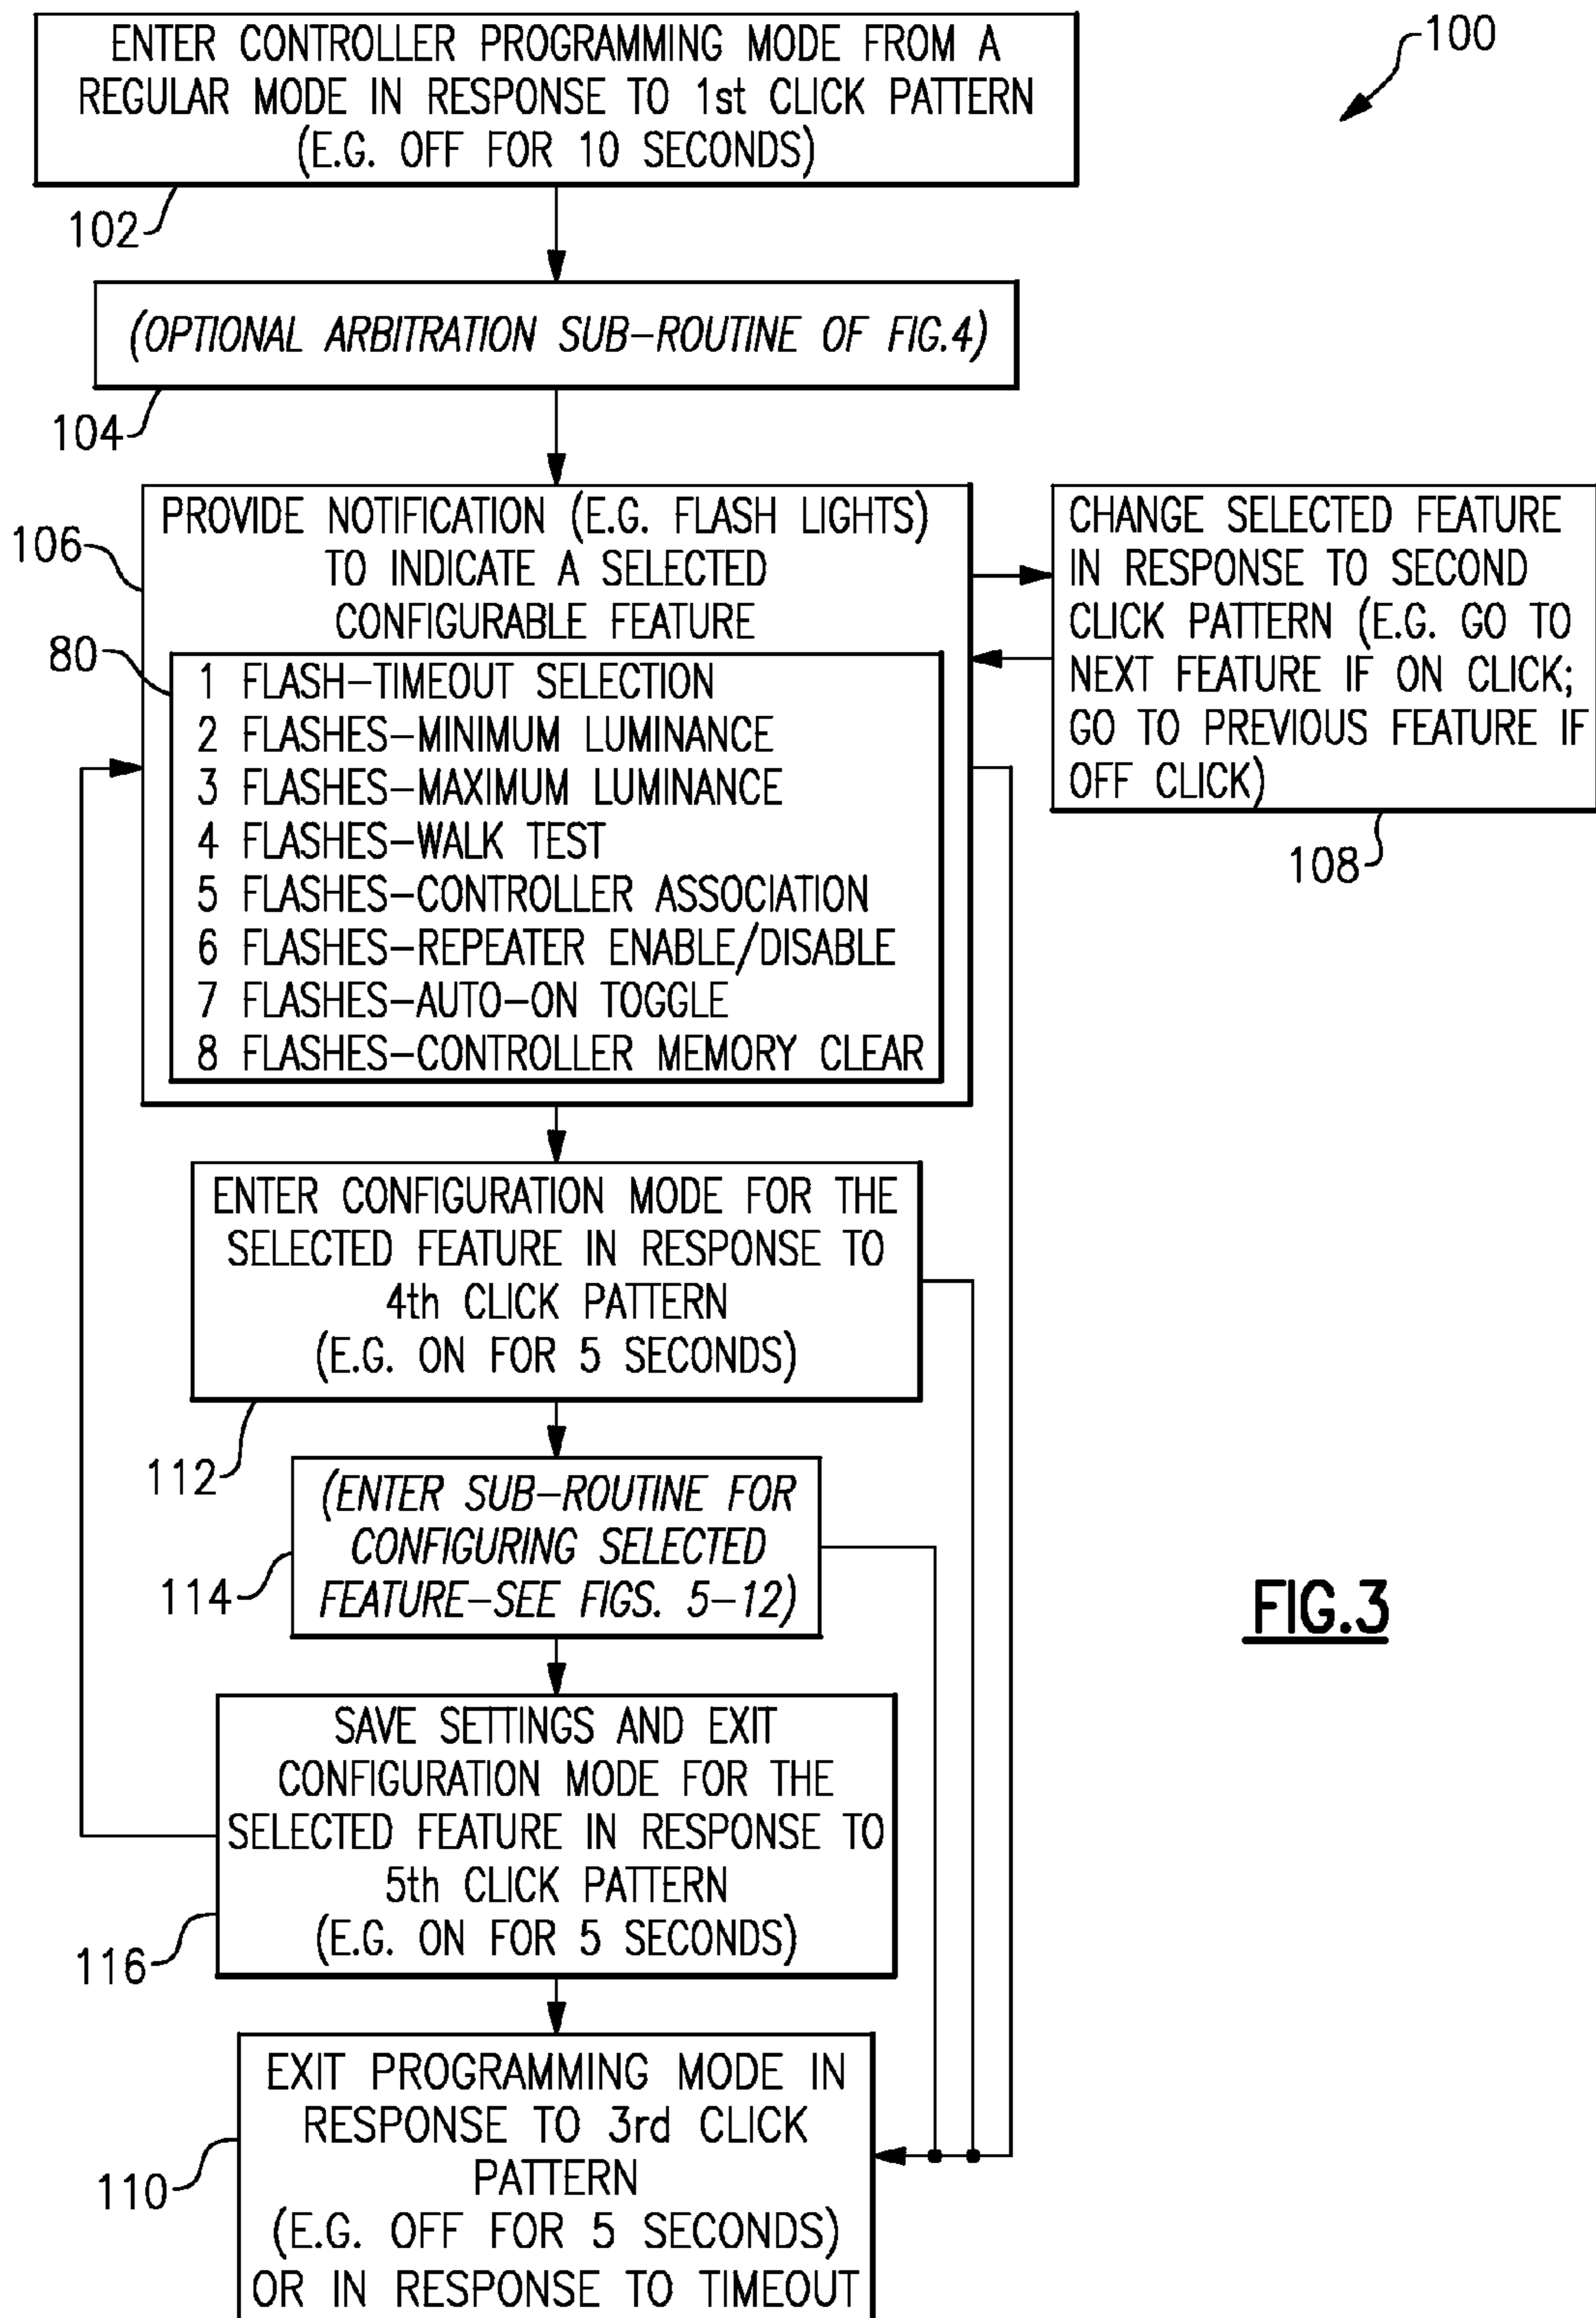 ENTER CONTROLLER PROGRAMMING MODE FROM A
REGULAR MODE IN RESPONSE TO 1st CLICK PATTERN
(E.G. OFF FOR 10 SECONDS)
100
102
(OPTIONAL ARBITRATION SUB-ROUTINE OF FIG.4)
104
PROVIDE NOTIFICATION (E.G. FLASH LIGHTS)
TO INDICATE A SELECTED
CONFIGURABLE FEATURE
106
80
1 FLASH-TIMEOUT SELECTION
2 FLASHES-MINIMUM LUMINANCE
3 FLASHES-MAXIMUM LUMINANCE
4 FLASHES-WALK TEST
5 FLASHES-CONTROLLER ASSOCIATION
6 FLASHES-REPEATER ENABLE/DISABLE
7 FLASHES-AUTO-ON TOGGLE
8 FLASHES-CONTROLLER MEMORY CLEAR
CHANGE SELECTED FEATURE
IN RESPONSE TO SECOND
CLICK PATTERN (E.G. GO TO
NEXT FEATURE IF ON CLICK;
GO TO PREVIOUS FEATURE IF
OFF CLICK)
108
ENTER CONFIGURATION MODE FOR THE
SELECTED FEATURE IN RESPONSE TO
4th CLICK PATTERN
(E.G. ON FOR 5 SECONDS)
112
(ENTER SUB-ROUTINE FOR
CONFIGURING SELECTED
FEATURE-SEE FIGS. 5-12)
114
SAVE SETTINGS AND EXIT
CONFIGURATION MODE FOR THE
SELECTED FEATURE IN RESPONSE TO
5th CLICK PATTERN
(E.G. ON FOR 5 SECONDS)
116
EXIT PROGRAMMING MODE IN
RESPONSE TO 3rd CLICK
PATTERN
(E.G. OFF FOR 5 SECONDS)
OR IN RESPONSE TO TIMEOUT
110
FIG.3